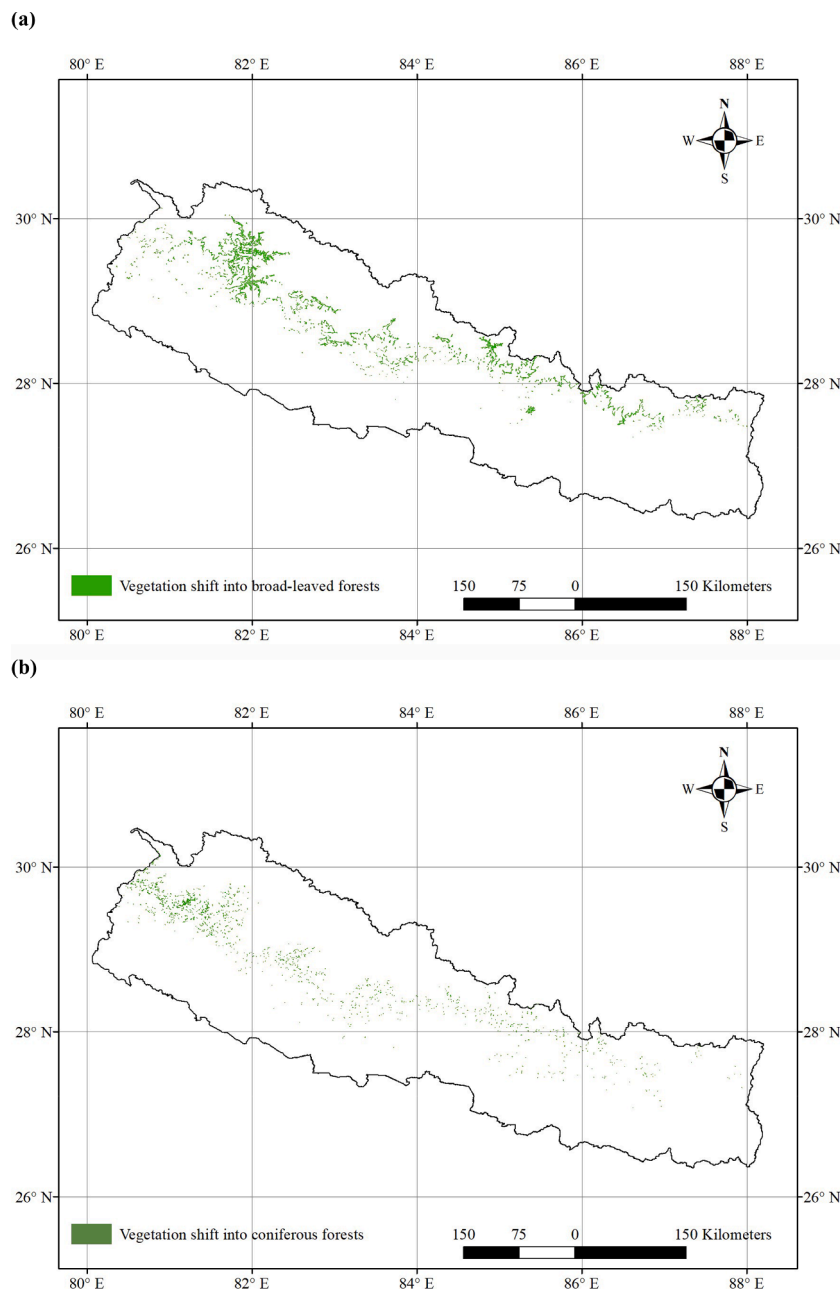 (a)
80° E 82° E 84° E 86° E 88° E
N
W E
S
30° N 30° N
28° N 28° N
26° N 26° N
Vegetation shift into broad-leaved forests
150 75 0 150 Kilometers
80° E 82° E 84° E 86° E 88° E
(b)
80° E 82° E 84° E 86° E 88° E
N
W E
S
30° N 30° N
28° N 28° N
26° N 26° N
Vegetation shift into coniferous forests
150 75 0 150 Kilometers
80° E 82° E 84° E 86° E 88° E